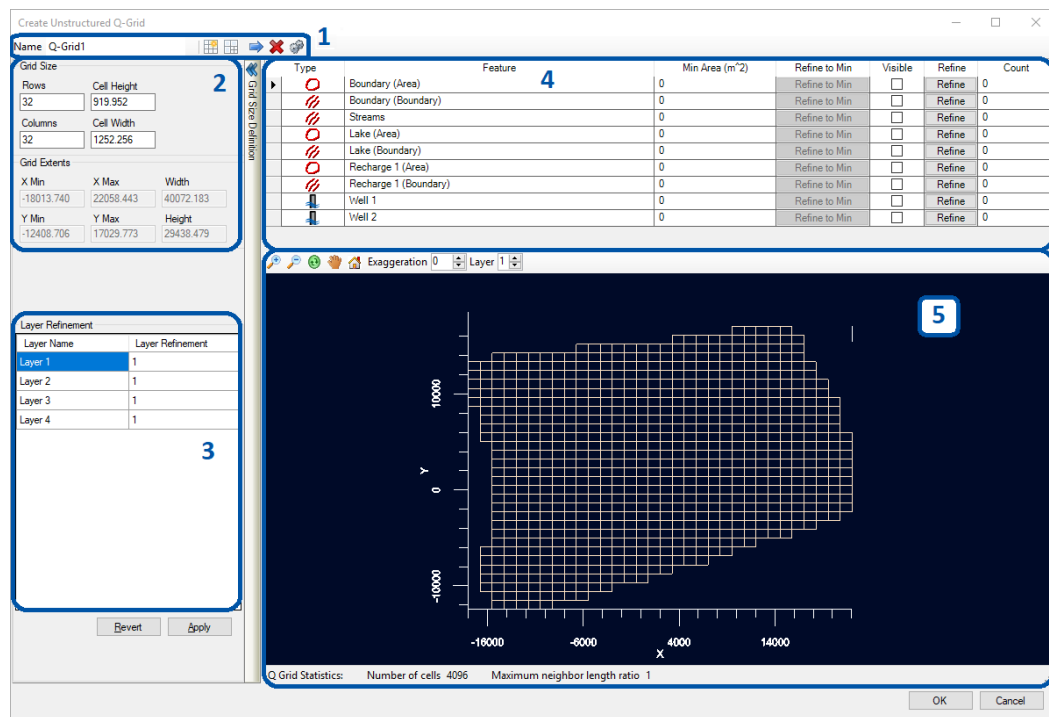 Create Unstructured Q-Grid
Name Q-Grid1 1
Grid Size 2
Rows Cell Height
32 919.952
Columns Cell Width
32 1252.256
Grid Extents
X Min X Max Width
-18013.740 22058.443 40072.183
Y Min Y Max Height
-12408.706 17029.773 29438.479
Grid Size Definition
Layer Refinement
Layer Name Layer Refinement
Layer 1 1
Layer 2 1
Layer 3 1
Layer 4 1
3
Revert Apply
Type Feature Min Area (m^2) Refine to Min Visible Refine Count
4
Boundary (Area) 0 Refine to Min Refine 0
Boundary (Boundary) 0 Refine to Min Refine 0
Streams 0 Refine to Min Refine 0
Lake (Area) 0 Refine to Min Refine 0
Lake (Boundary) 0 Refine to Min Refine 0
Recharge 1 (Area) 0 Refine to Min Refine 0
Recharge 1 (Boundary) 0 Refine to Min Refine 0
Well 1 0 Refine to Min Refine 0
Well 2 0 Refine to Min Refine 0
Exaggeration 0 Layer 1
5
10000
Y
0
-10000
-16000 -6000 4000 14000
X
Q Grid Statistics: Number of cells 4096 Maximum neighbor length ratio 1
OK Cancel